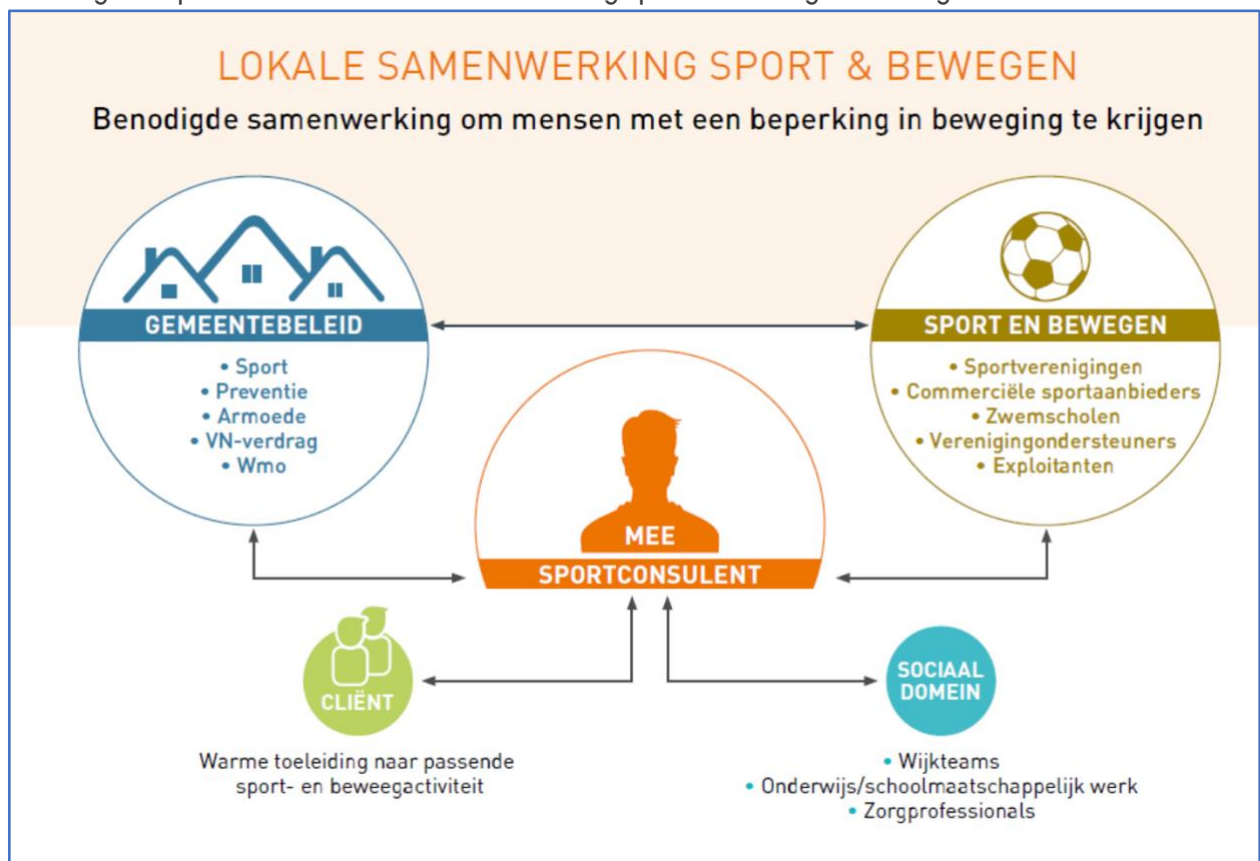 LOKALE SAMENWERKING SPORT & BEWEGEN
Benodigde samenwerking om mensen met een beperking in beweging te krijgen
GEMEENTEBELEID
• Sport
• Preventie
• Armoede
• VN-verdrag
• Wmo
SPORT EN BEWEGEN
• Sportverenigingen
• Commerciële sportaanbieders
• Zwemscholen
• Verenigingondersteuners
• Exploitanten
MEE
SPORTCONSULENT
CLIËNT
Warme toeleiding naar passende
sport- en beweegactiviteit
SOCIAAL
DOMEIN
• Wijkteams
• Onderwijs/schoolmaatschappelijk werk
• Zorgprofessionals